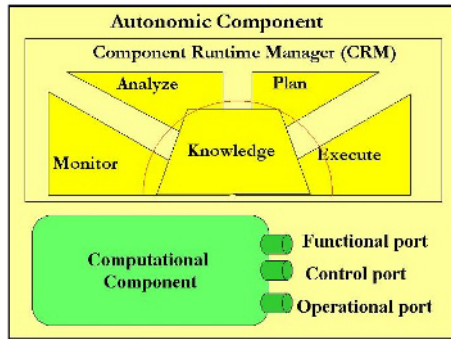 Autonomic Component
Component Runtime Manager (CRM)
Analyze
Plan
Monitor
Knowledge
Execute
Computational
Component
Functional port
Control port
Operational port